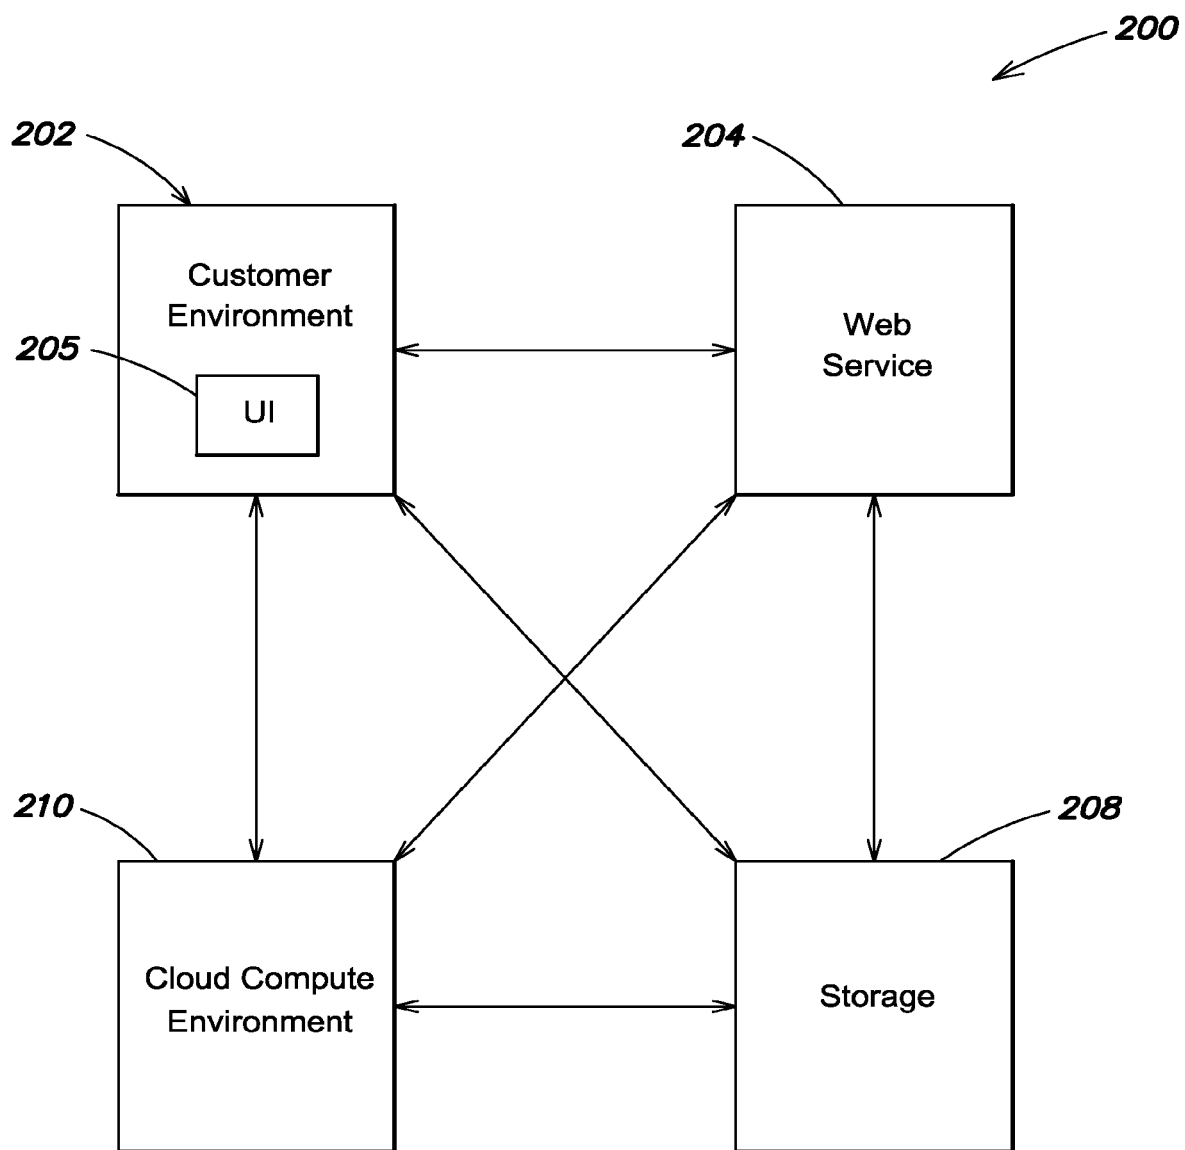 200
202
204
Customer
Environment
Web
Service
205
UI
210
208
Cloud Compute
Environment
Storage